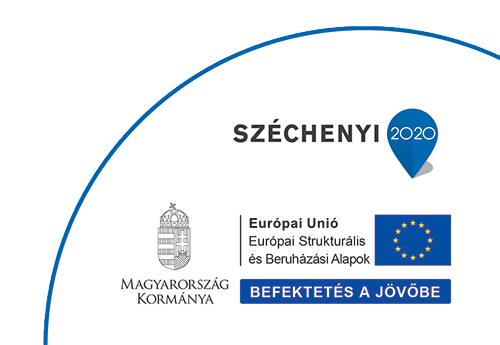 SZÉCHENYI 2020
Európai Unió
Európai Strukturális
és Beruházási Alapok
MAGYARORSZÁG
KORMÁNYA
BEFEKTETÉS A JÖVŐBE